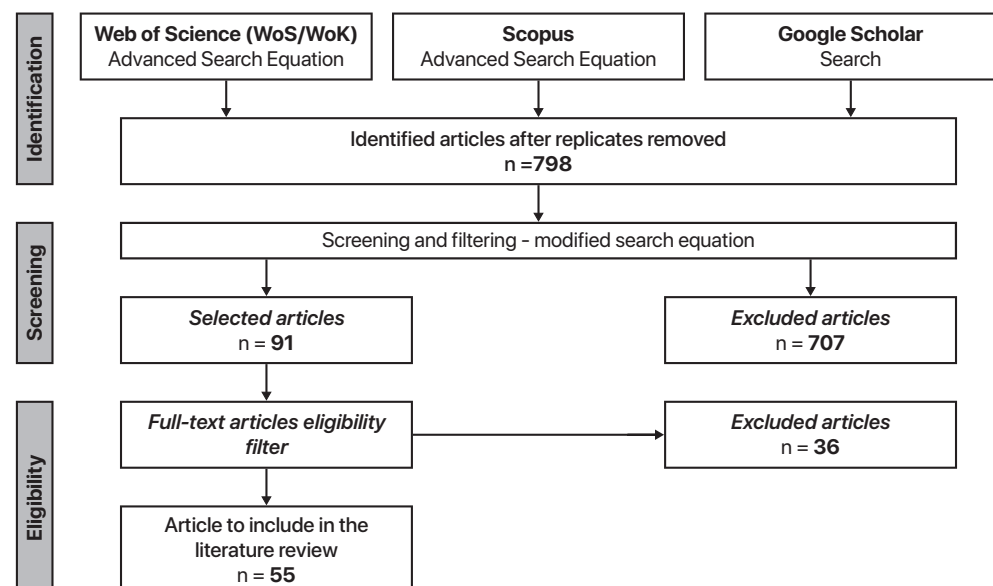 Identification
Web of Science (WoS/WoK)
Advanced Search Equation
Scopus
Advanced Search Equation
Google Scholar
Search
Identified articles after replicates removed
n =798
Screening
Screening and filtering - modified search equation
Selected articles
n = 91
Excluded articles
n = 707
Eligibility
Full-text articles eligibility
filter
Excluded articles
n = 36
Article to include in the
literature review
n = 55